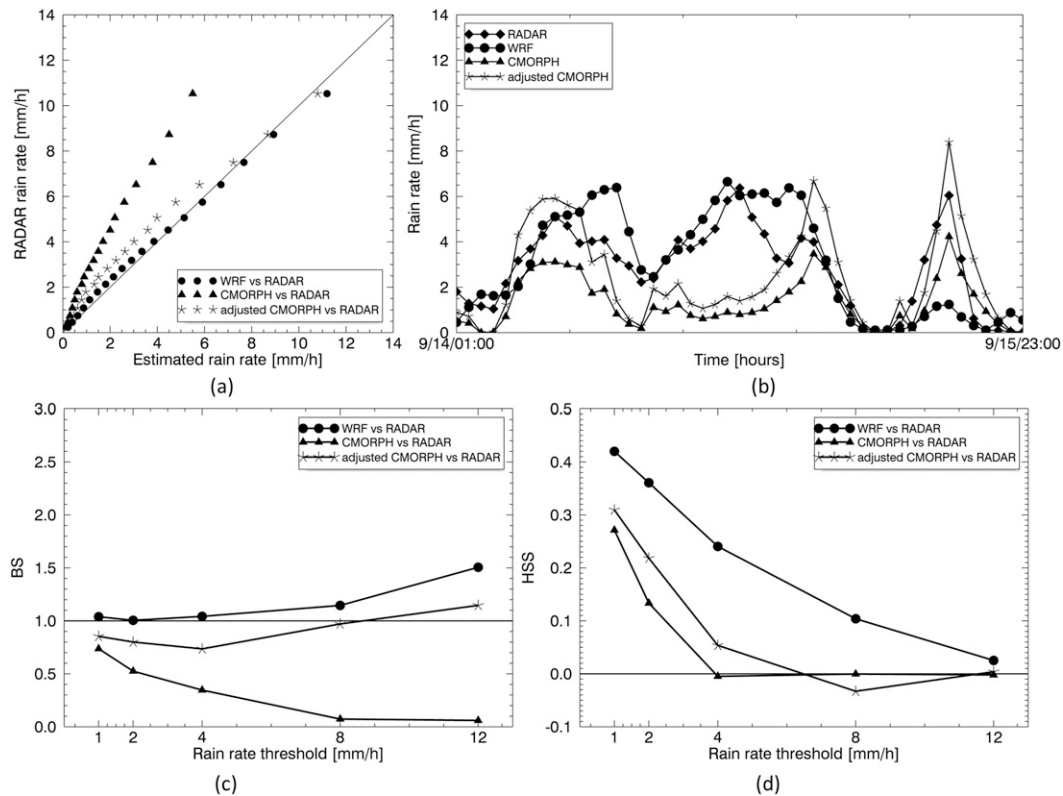 14
12
10
8
6
4
2
0
RADAR rain rate [mm/h]
WRF vs RADAR
CMORPH vs RADAR
adjusted CMORPH vs RADAR
0 2 4 6 8 10 12 14
Estimated rain rate [mm/h]
(a)
14
12
10
8
6
4
2
0
Rain rate [mm/h]
RADAR
WRF
CMORPH
adjusted CMORPH
9/14/01:00 9/15/23:00
Time [hours]
(b)
3.0
2.5
2.0
1.5
1.0
0.5
0.0
BS
WRF vs RADAR
CMORPH vs RADAR
adjusted CMORPH vs RADAR
1 2 4 8 12
Rain rate threshold [mm/h]
(c)
0.5
0.4
0.3
0.2
0.1
0.0
-0.1
HSS
WRF vs RADAR
CMORPH vs RADAR
adjusted CMORPH vs RADAR
1 2 4 8 12
Rain rate threshold [mm/h]
(d)